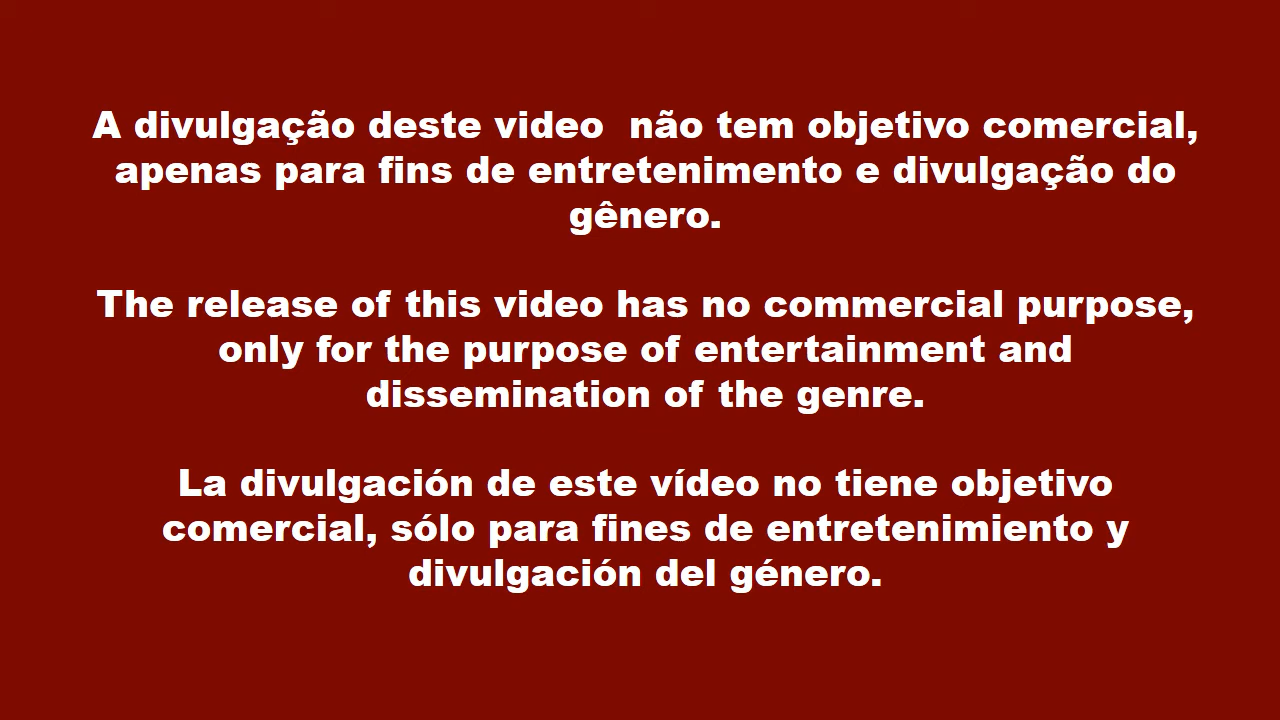 A divulgação deste video  não tem objetivo comercial,
apenas para fins de entretenimento e divulgação do
gênero.
The release of this video has no commercial purpose,
only for the purpose of entertainment and
dissemination of the genre.
La divulgación de este vídeo no tiene objetivo
comercial, sólo para fines de entretenimiento y
divulgación del género.